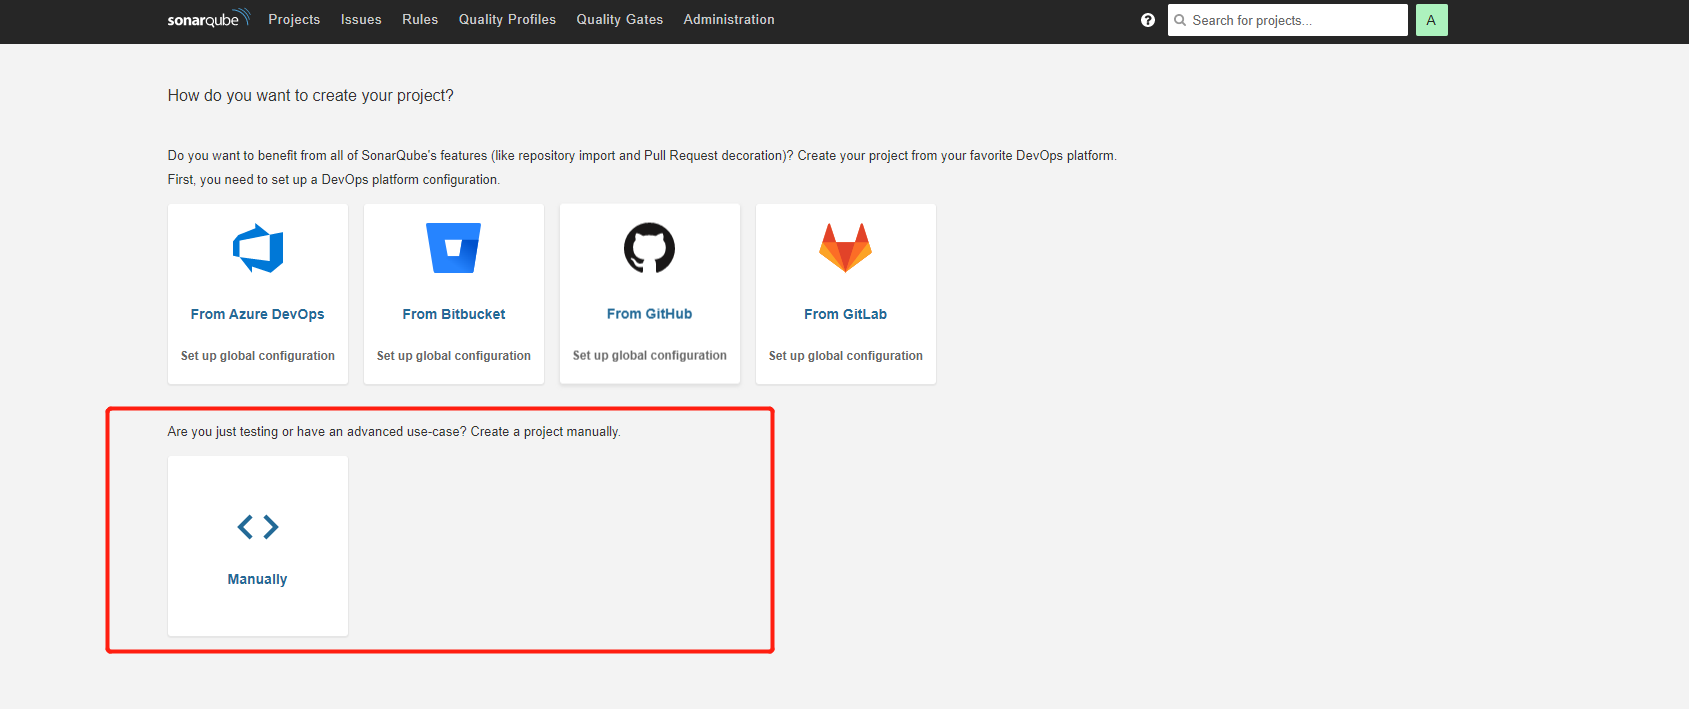 sonarqube Projects Issues Rules Quality Profiles Quality Gates Administration ? Search for projects... A
How do you want to create your project?
Do you want to benefit from all of SonarQube's features (like repository import and Pull Request decoration)? Create your project from your favorite DevOps platform.
First, you need to set up a DevOps platform configuration.
From Azure DevOps From Bitbucket From GitHub From GitLab
Set up global configuration Set up global configuration Set up global configuration Set up global configuration
Are you just testing or have an advanced use-case? Create a project manually.
Manually